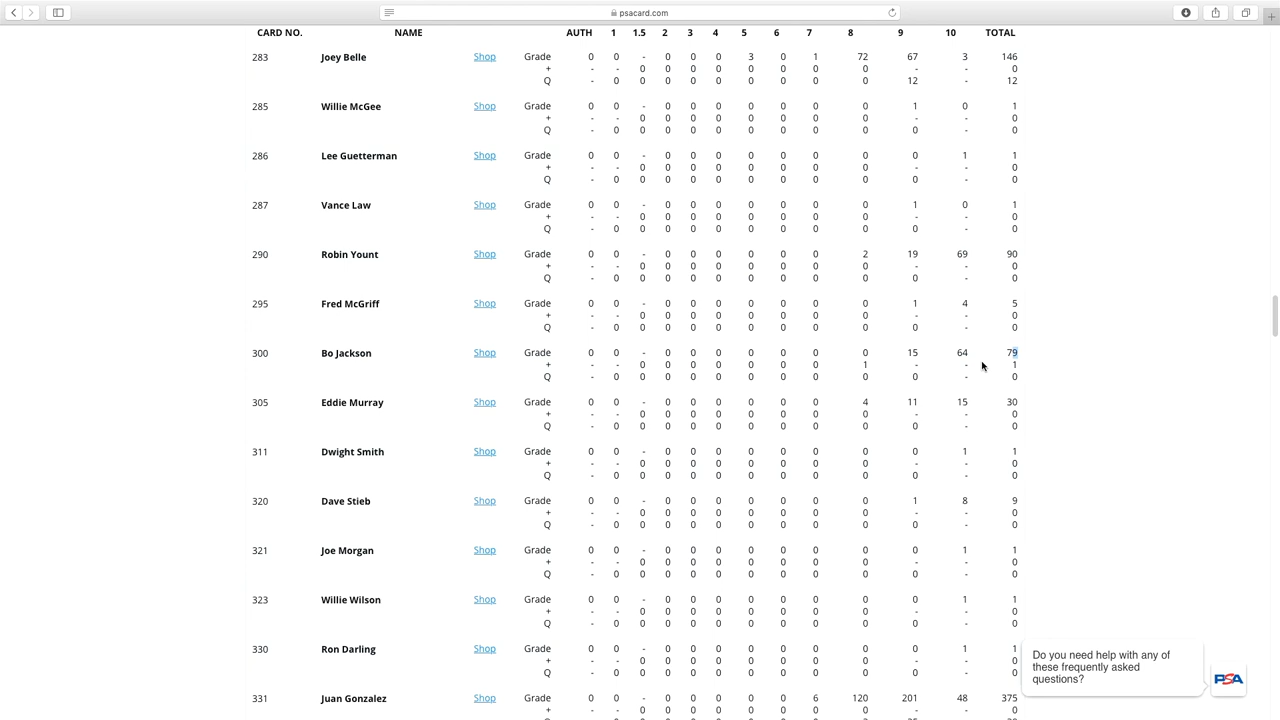 psacard.com
CARD NO. NAME AUTH 1 1.5 2 3 4 5 6 7 8 9 10 TOTAL
283 Joey Belle Shop Grade 0 0 - 0 0 0 3 0 1 72 67 3 146
+ - - 0 0 0 0 0 0 0 0 - - 0
Q - 0 0 0 0 0 0 0 0 0 12 - 12
285 Willie McGee Shop Grade 0 0 - 0 0 0 0 0 0 0 1 0 1
+ - - 0 0 0 0 0 0 0 0 - - 0
Q - 0 0 0 0 0 0 0 0 0 0 - 0
286 Lee Guetterman Shop Grade 0 0 - 0 0 0 0 0 0 0 0 1 1
+ - - 0 0 0 0 0 0 0 0 - - 0
Q - 0 0 0 0 0 0 0 0 0 0 - 0
287 Vance Law Shop Grade 0 0 - 0 0 0 0 0 0 0 1 0 1
+ - - 0 0 0 0 0 0 0 0 - - 0
Q - 0 0 0 0 0 0 0 0 0 0 - 0
290 Robin Yount Shop Grade 0 0 - 0 0 0 0 0 0 2 19 69 90
+ - - 0 0 0 0 0 0 0 0 - - 0
Q - 0 0 0 0 0 0 0 0 0 0 - 0
295 Fred McGriff Shop Grade 0 0 - 0 0 0 0 0 0 0 1 4 5
+ - - 0 0 0 0 0 0 0 0 - - 0
Q - 0 0 0 0 0 0 0 0 0 0 - 0
300 Bo Jackson Shop Grade 0 0 - 0 0 0 0 0 0 0 15 64 79
+ - - 0 0 0 0 0 0 0 1 - - 1
Q - 0 0 0 0 0 0 0 0 0 0 - 0
305 Eddie Murray Shop Grade 0 0 - 0 0 0 0 0 0 4 11 15 30
+ - - 0 0 0 0 0 0 0 0 - - 0
Q - 0 0 0 0 0 0 0 0 0 0 - 0
311 Dwight Smith Shop Grade 0 0 - 0 0 0 0 0 0 0 0 1 1
+ - - 0 0 0 0 0 0 0 0 - - 0
Q - 0 0 0 0 0 0 0 0 0 0 - 0
320 Dave Stieb Shop Grade 0 0 - 0 0 0 0 0 0 0 1 8 9
+ - - 0 0 0 0 0 0 0 0 - - 0
Q - 0 0 0 0 0 0 0 0 0 0 - 0
321 Joe Morgan Shop Grade 0 0 - 0 0 0 0 0 0 0 0 1 1
+ - - 0 0 0 0 0 0 0 0 - - 0
Q - 0 0 0 0 0 0 0 0 0 0 - 0
323 Willie Wilson Shop Grade 0 0 - 0 0 0 0 0 0 0 0 1 1
+ - - 0 0 0 0 0 0 0 0 - - 0
Q - 0 0 0 0 0 0 0 0 0 0 - 0
330 Ron Darling Shop Grade 0 0 - 0 0 0 0 0 0 0 0 1 1
+ - - 0 0 0 0 0 0 0 0 - - 0
Q - 0 0 0 0 0 0 0 0 0 0 - 0
331 Juan Gonzalez Shop Grade 0 0 - 0 0 0 0 0 6 120 201 48 375
+ - - 0 0 0 0 0 0 0 0 - - 0
Do you need help with any of
these frequently asked
questions?
PSA